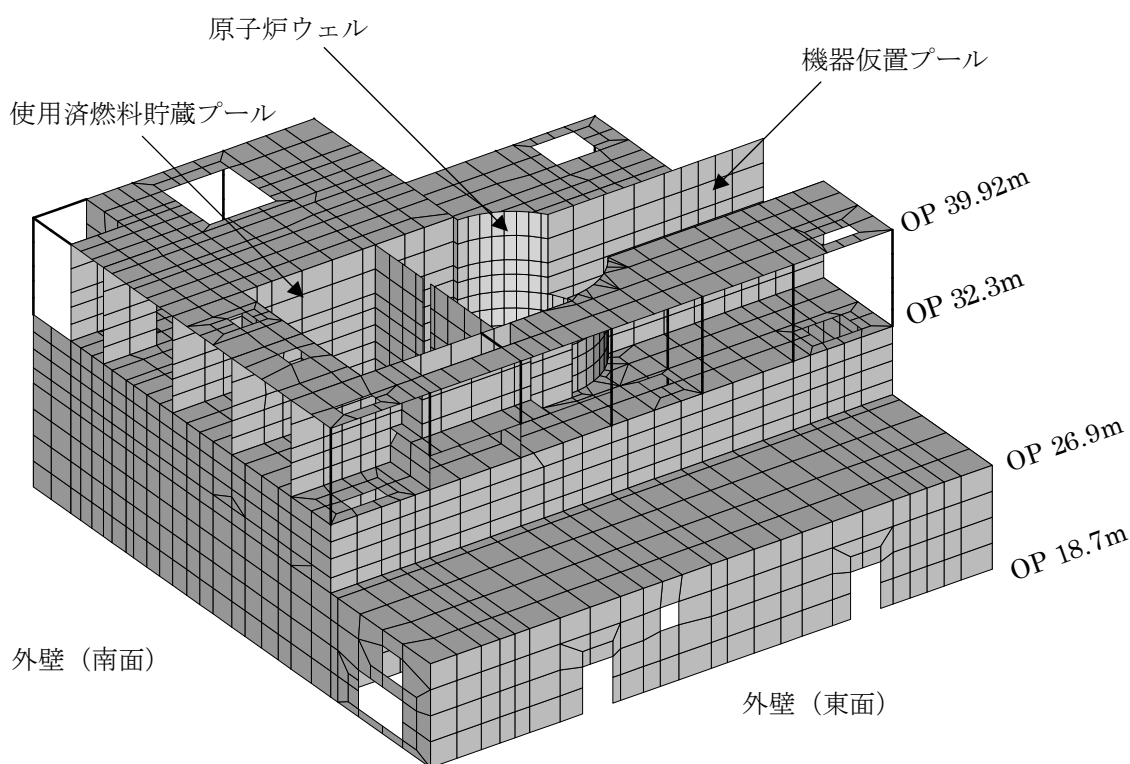 原子炉ウェル
機器仮置プール
使用済燃料貯蔵プール
OP 39.92m
OP 32.3m
OP 26.9m
OP 18.7m
外壁（南面）
外壁（東面）